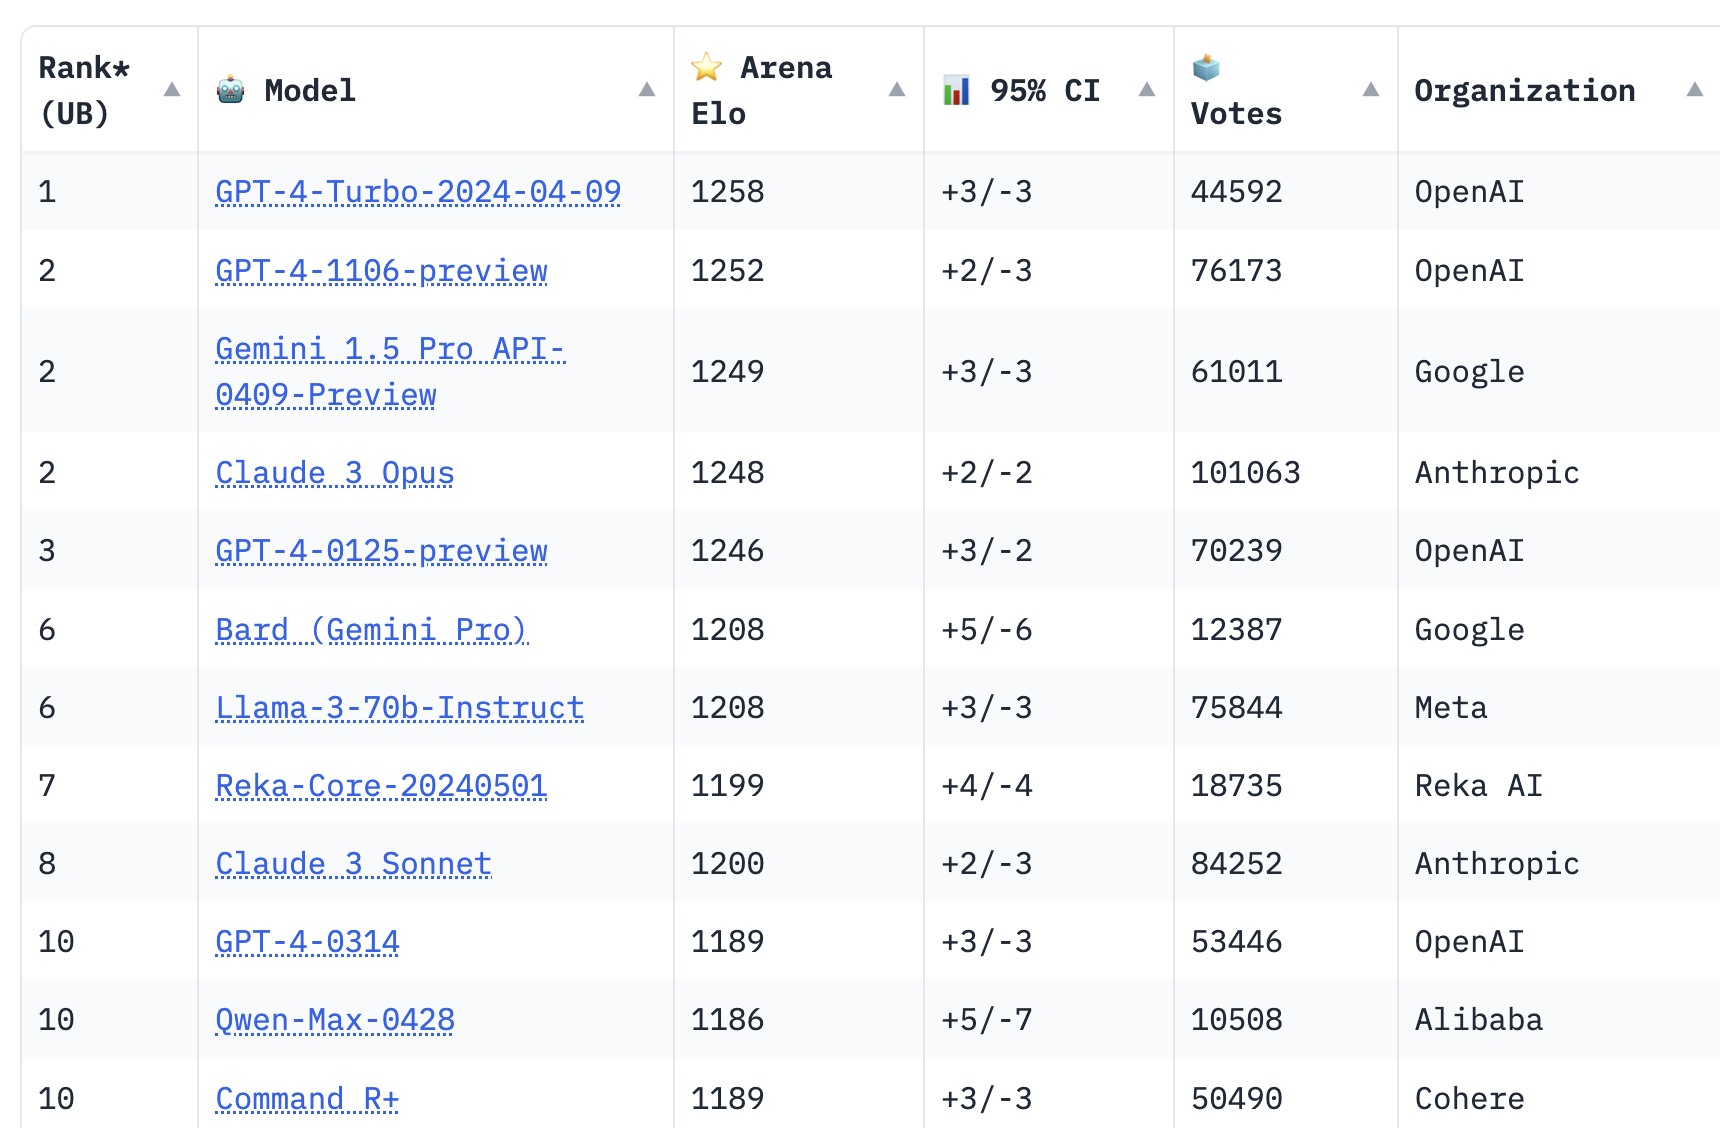 Rank* (UB) 🤖 Model ⭐ Arena Elo 📊 95% CI 🗳️ Votes Organization
1 GPT-4-Turbo-2024-04-09 1258 +3/-3 44592 OpenAI
2 GPT-4-1106-preview 1252 +2/-3 76173 OpenAI
2 Gemini 1.5 Pro API-0409-Preview 1249 +3/-3 61011 Google
2 Claude 3 Opus 1248 +2/-2 101063 Anthropic
3 GPT-4-0125-preview 1246 +3/-2 70239 OpenAI
6 Bard (Gemini Pro) 1208 +5/-6 12387 Google
6 Llama-3-70b-Instruct 1208 +3/-3 75844 Meta
7 Reka-Core-20240501 1199 +4/-4 18735 Reka AI
8 Claude 3 Sonnet 1200 +2/-3 84252 Anthropic
10 GPT-4-0314 1189 +3/-3 53446 OpenAI
10 Qwen-Max-0428 1186 +5/-7 10508 Alibaba
10 Command R+ 1189 +3/-3 50490 Cohere